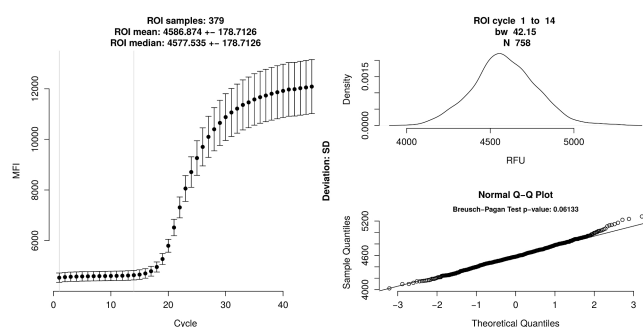 ROI samples: 379
ROI mean: 4586.874 +- 178.7126
ROI median: 4577.535 +- 178.7126
MFI
6000
8000
10000
12000
0
10
20
30
40
Cycle
Deviation: SD
ROI cycle 1 to 14
bw 42.15
N 758
Density
0.0000
0.0015
4000
4500
5000
RFU
Normal Q-Q Plot
Breusch-Pagan Test p-value: 0.06133
Sample Quantiles
4000
4600
5200
-3
-2
-1
0
1
2
3
Theoretical Quantiles